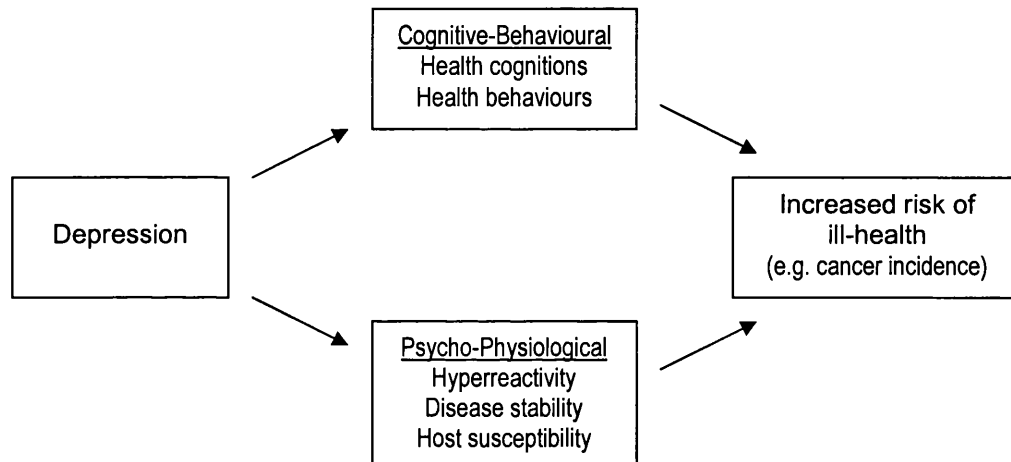 Cognitive-Behavioural
Health cognitions
Health behaviours
Depression
Increased risk of
ill-health
(e.g. cancer incidence)
Psycho-Physiological
Hyperreactivity
Disease stability
Host susceptibility